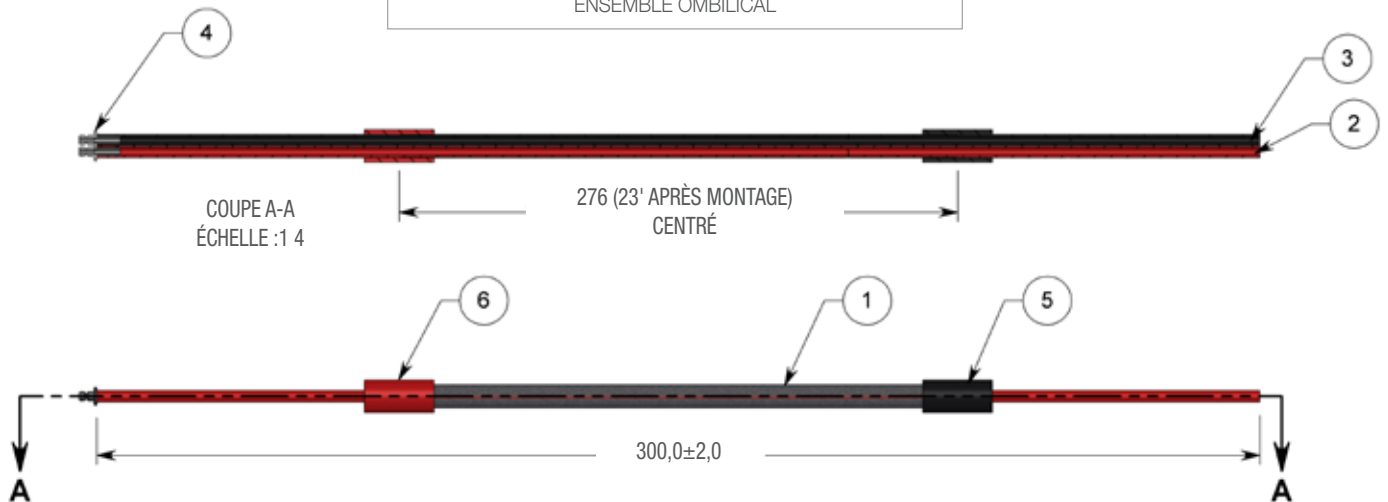 ENSEMBLE OMBILICAL
4
3
2
276 (23' APRÈS MONTAGE)
CENTRÉ
COUPE A-A
ÉCHELLE :1 4
6
1
5
300,0±2,0
A
A